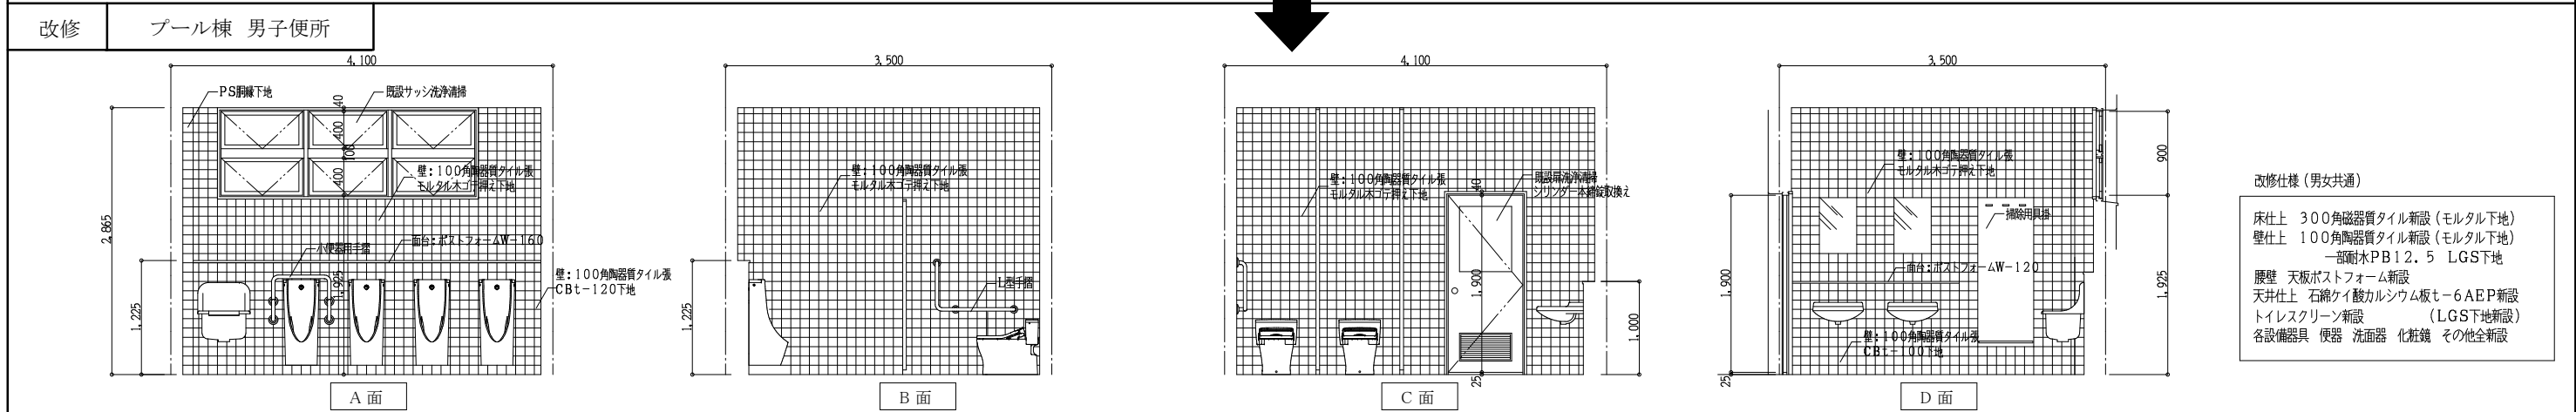 改修
プール棟 男子便所
4,100
PS胴縁下地
既設サッシ洗浄清掃
40
400
100
400
壁：100角陶器質タイル張
モルタル木ゴテ押え下地
2,865
1,225
小便器用手摺
面台：ポストフォームW-160
1,925
壁：100角陶器質タイル張
CBt-120下地
A 面
3,500
壁：100角陶器質タイル張
モルタル木ゴテ押え下地
1,225
L型手摺
B 面
4,100
壁：100角陶器質タイル張
モルタル木ゴテ押え下地
40
既設扉洗浄清掃
シリンダー本締錠取換え
1,900
25
1,000
C 面
3,500
壁：100角陶器質タイル張
モルタル木ゴテ押え下地
掃除用具掛
面台：ポストフォームW-120
1,900
25
壁：100角陶器質タイル張
CBt-100下地
900
1,925
D 面
改修仕様（男女共通）
床仕上 300角磁器質タイル新設（モルタル下地）
壁仕上 100角陶器質タイル新設（モルタル下地）
一部耐水PB12.5 LGS下地
腰壁 天板ポストフォーム新設
天井仕上 石綿ケイ酸カルシウム板t-6AEP新設
トイレスクリーン新設 （LGS下地新設）
各設備器具 便器 洗面器 化粧鏡 その他全新設